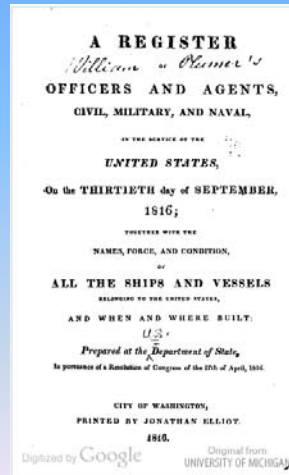 A REGISTER
William Plumer's
OFFICERS AND AGENTS,
CIVIL, MILITARY, AND NAVAL,
IN THE SERVICE OF THE
UNITED STATES,
On the THIRTIETH day of SEPTEMBER,
1816;
TOGETHER WITH THE
NAMES, FORCE, AND CONDITION,
OF
ALL THE SHIPS AND VESSELS
BELONGING TO THE UNITED STATES,
AND WHEN AND WHERE BUILT:
U.S.
Prepared at the Department of State,
In pursuance of a Resolution of Congress of the 27th of April, 1816.
CITY OF WASHINGTON,
PRINTED BY JONATHAN ELLIOT.
1816.
Digitized by Google
Original from
UNIVERSITY OF MICHIGAN